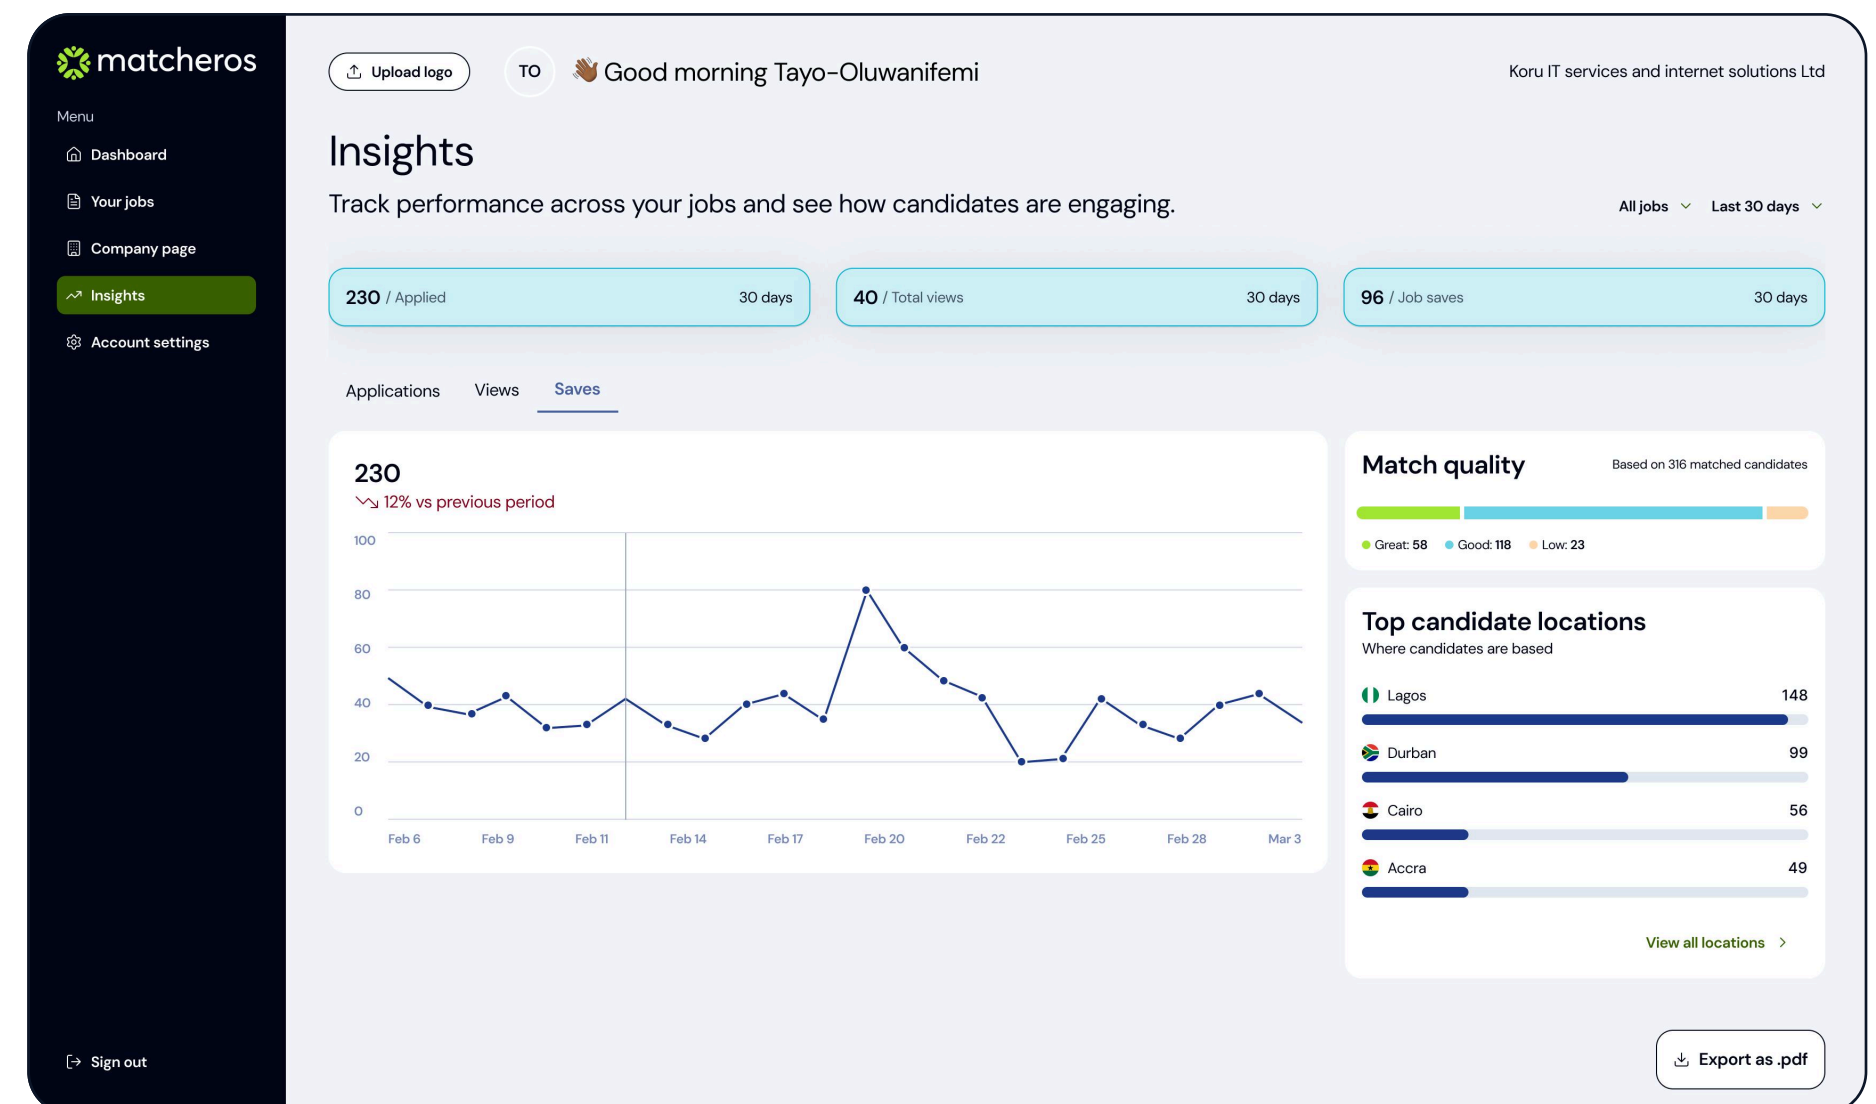 matcheros
Menu
Dashboard
Your jobs
Company page
Insights
Account settings
Sign out
Upload logo
TO
👋🏾 Good morning Tayo-Oluwanifemi
Koru IT services and internet solutions Ltd
Insights
Track performance across your jobs and see how candidates are engaging.
All jobs
Last 30 days
230 / Applied 30 days
40 / Total views 30 days
96 / Job saves 30 days
Applications Views Saves
230
12% vs previous period
100
80
60
40
20
0
Feb 6 Feb 9 Feb 11 Feb 14 Feb 17 Feb 20 Feb 22 Feb 25 Feb 28 Mar 3
Match quality
Based on 316 matched candidates
Great: 58 Good: 118 Low: 23
Top candidate locations
Where candidates are based
Lagos 148
Durban 99
Cairo 56
Accra 49
View all locations
Export as .pdf